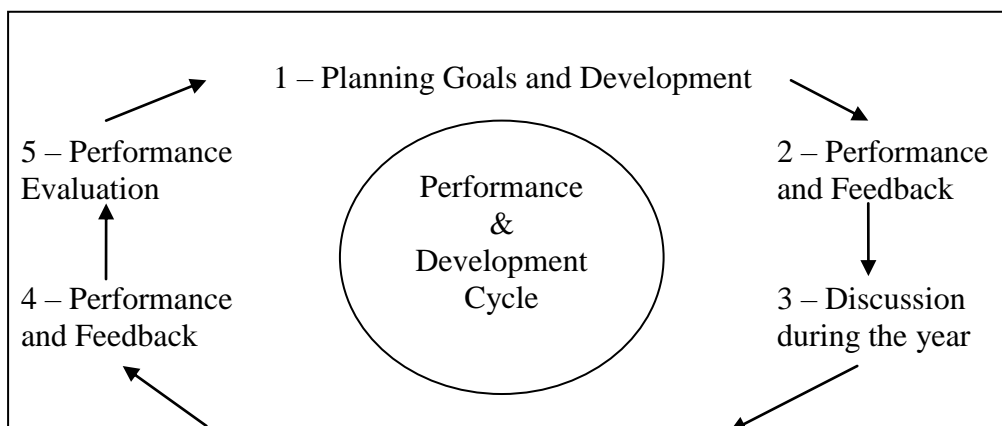 1 – Planning Goals and Development
5 – Performance
Evaluation
2 – Performance
and Feedback
Performance
&
Development
Cycle
4 – Performance
and Feedback
3 – Discussion
during the year